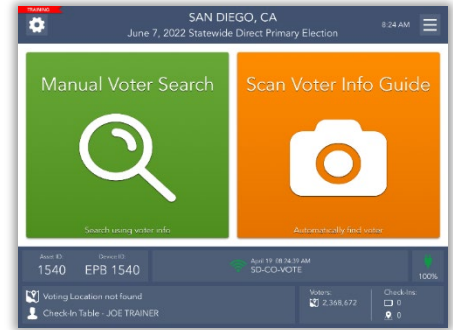 TRAINING
SAN DIEGO, CA
June 7, 2022 Statewide Direct Primary Election
8:24 AM
Manual Voter Search
Search using voter info
Scan Voter Info Guide
Automatically find voter
Asset ID
1540
Device ID
EPB 1540
April 19 08:24:39 AM
SD-CO-VOTE
100%
Voting Location not found
Check-In Table - JOE TRAINER
Voters:
2,368,672
Check-Ins:
0
0